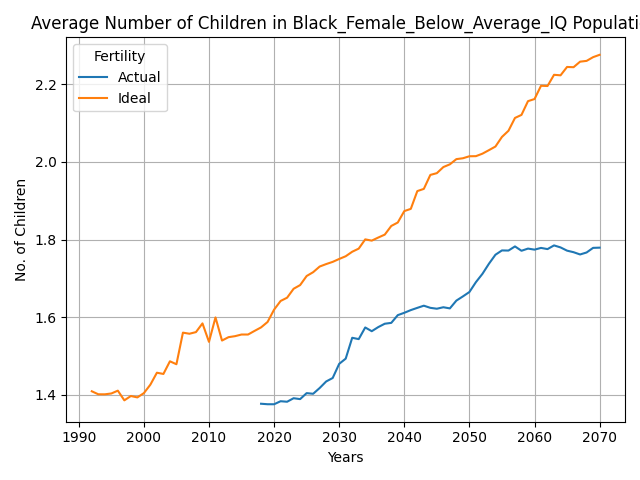 Average Number of Children in Black_Female_Below_Average_IQ Populati
Fertility
Actual
Ideal
2.2
2.0
1.8
1.6
1.4
No. of Children
1990 2000 2010 2020 2030 2040 2050 2060 2070
Years